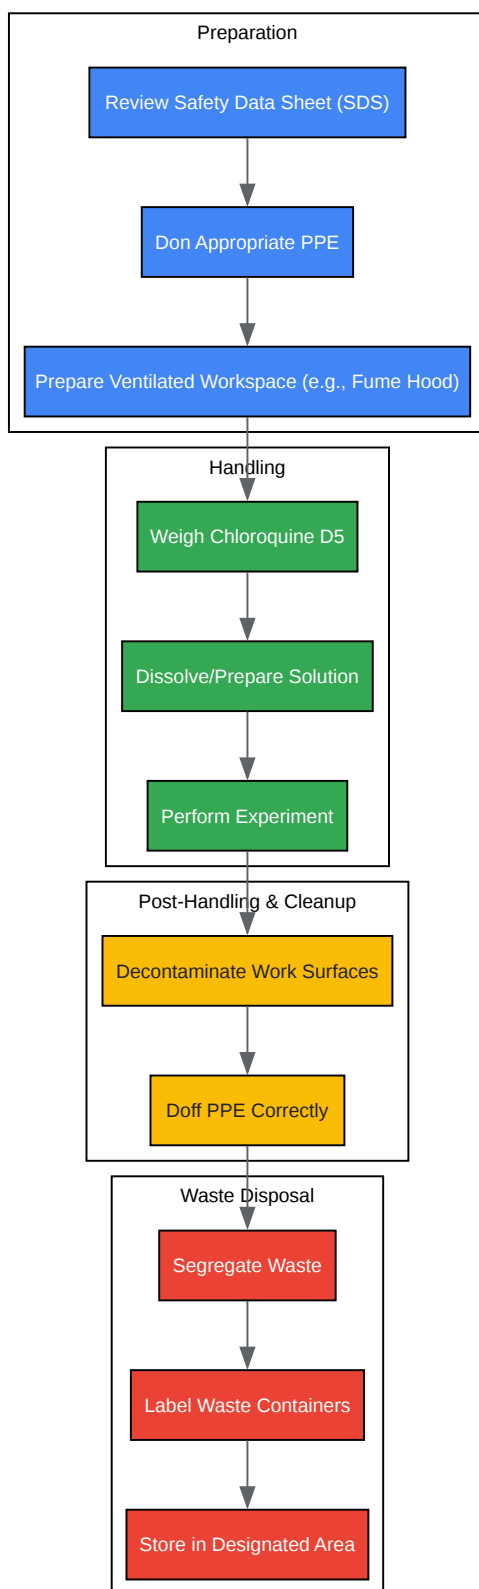 Preparation
Review Safety Data Sheet (SDS)
Don Appropriate PPE
Prepare Ventilated Workspace (e.g., Fume Hood)
Handling
Weigh Chloroquine D5
Dissolve/Prepare Solution
Perform Experiment
Post-Handling & Cleanup
Decontaminate Work Surfaces
Doff PPE Correctly
Waste Disposal
Segregate Waste
Label Waste Containers
Store in Designated Area